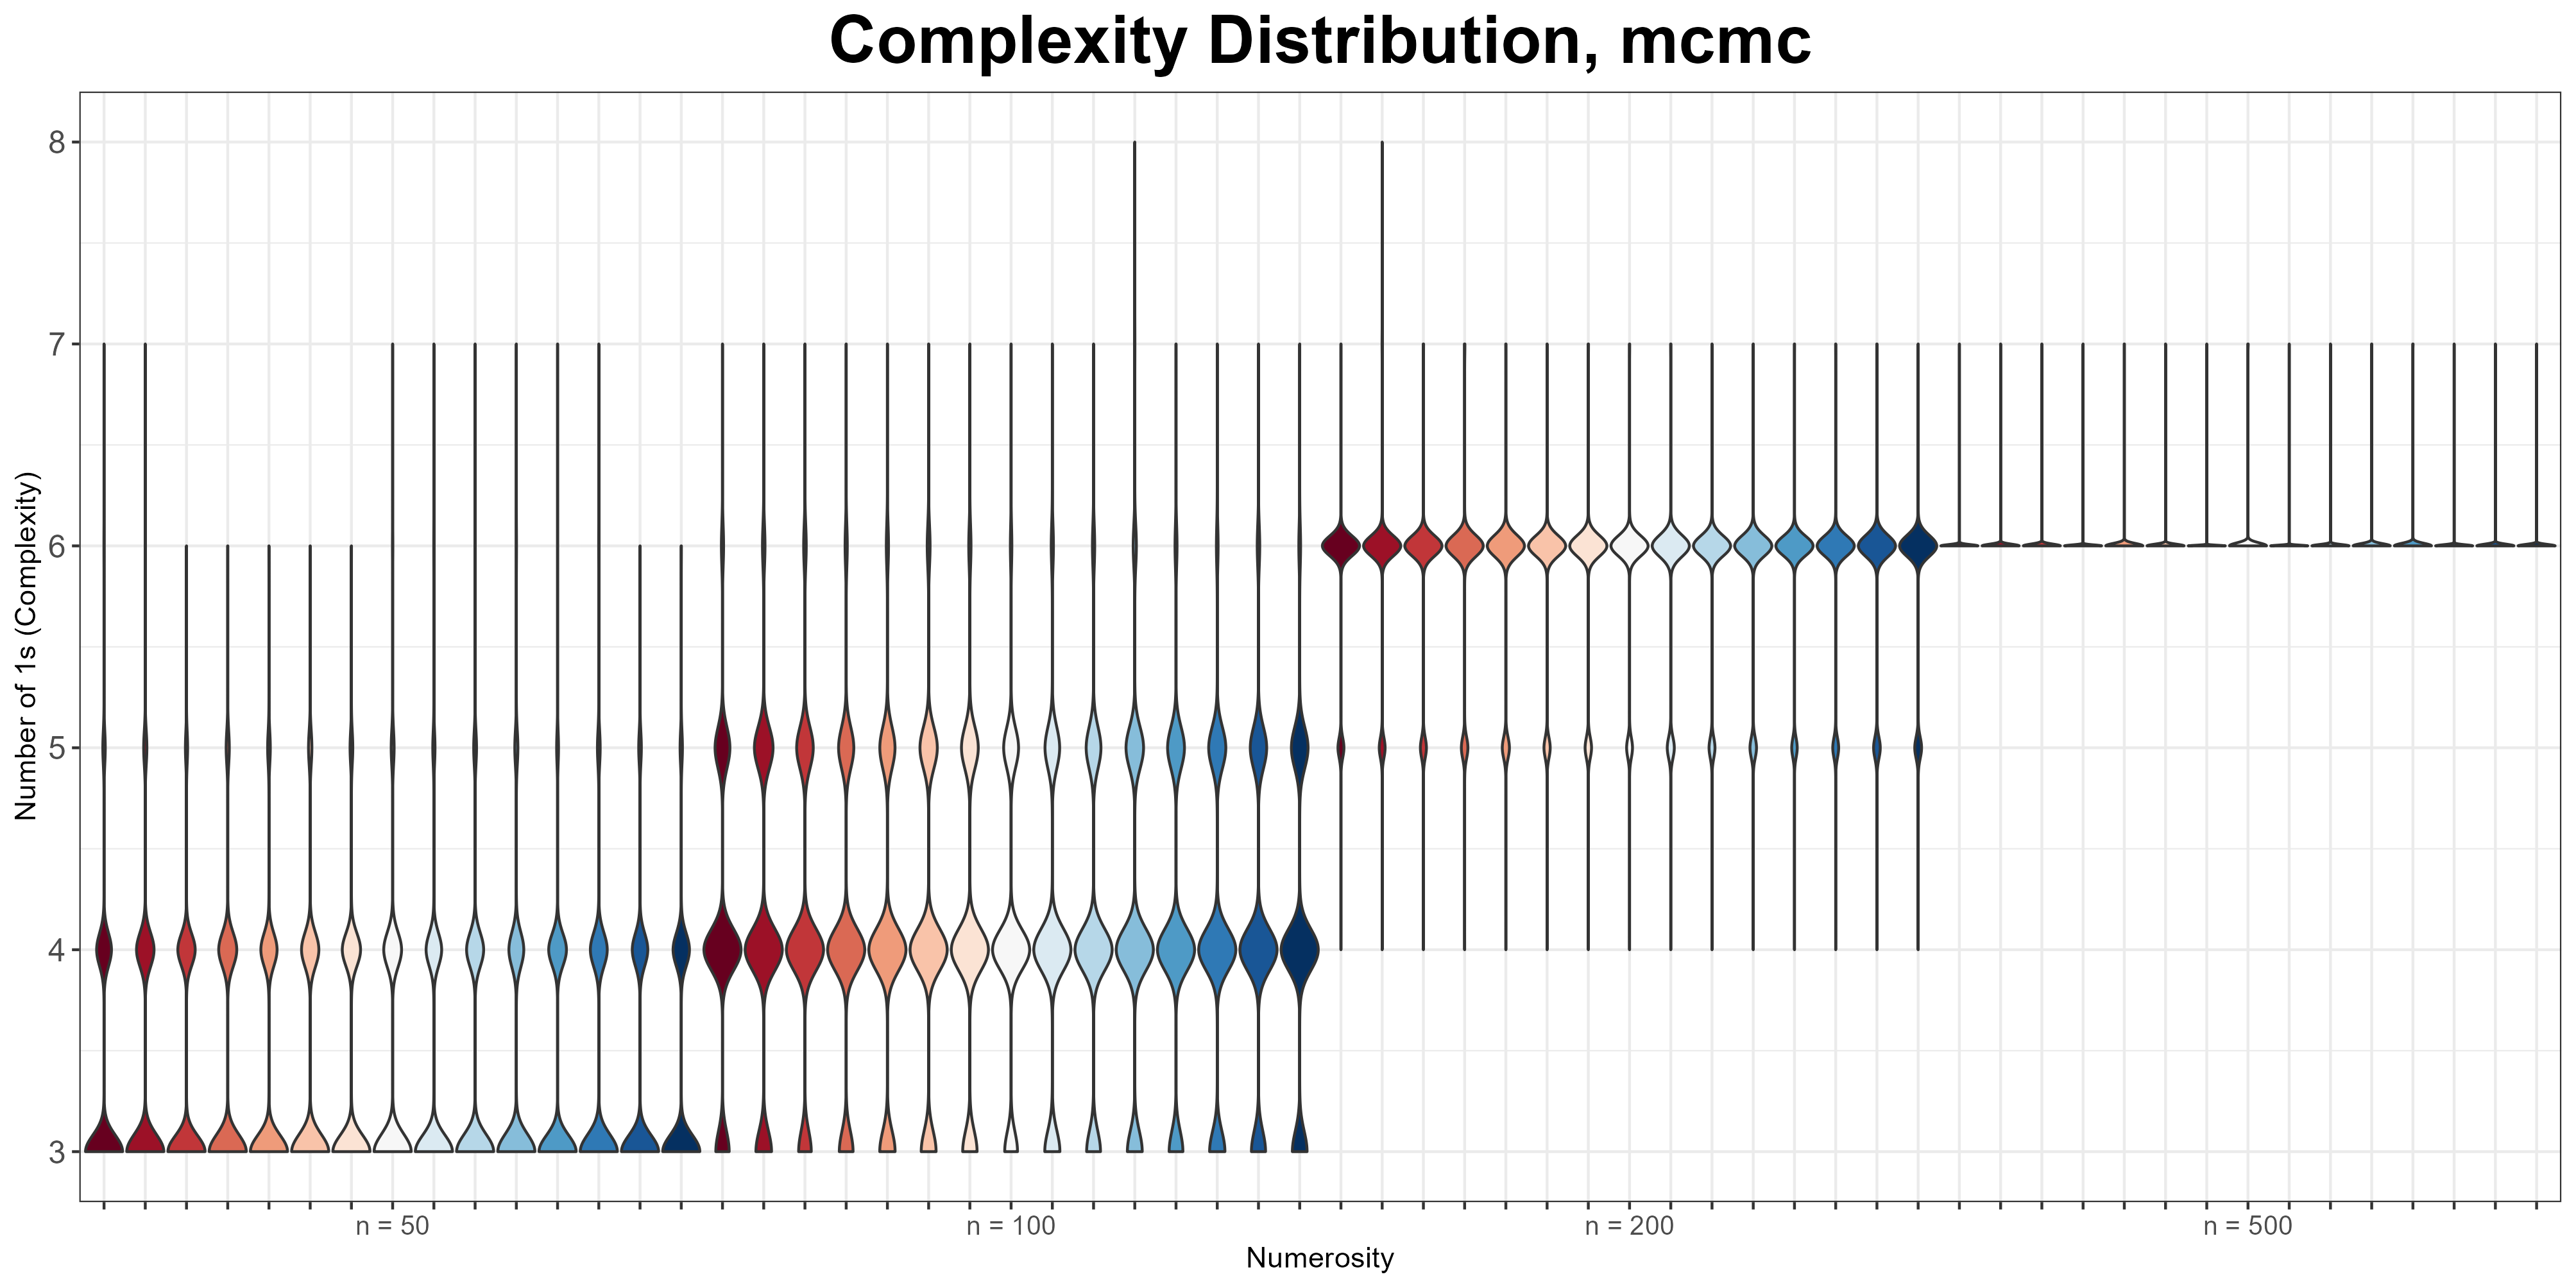 Complexity Distribution, mcmc
Number of 1s (Complexity)
8
7
6
5
4
3
n = 50
n = 100
n = 200
n = 500
Numerosity